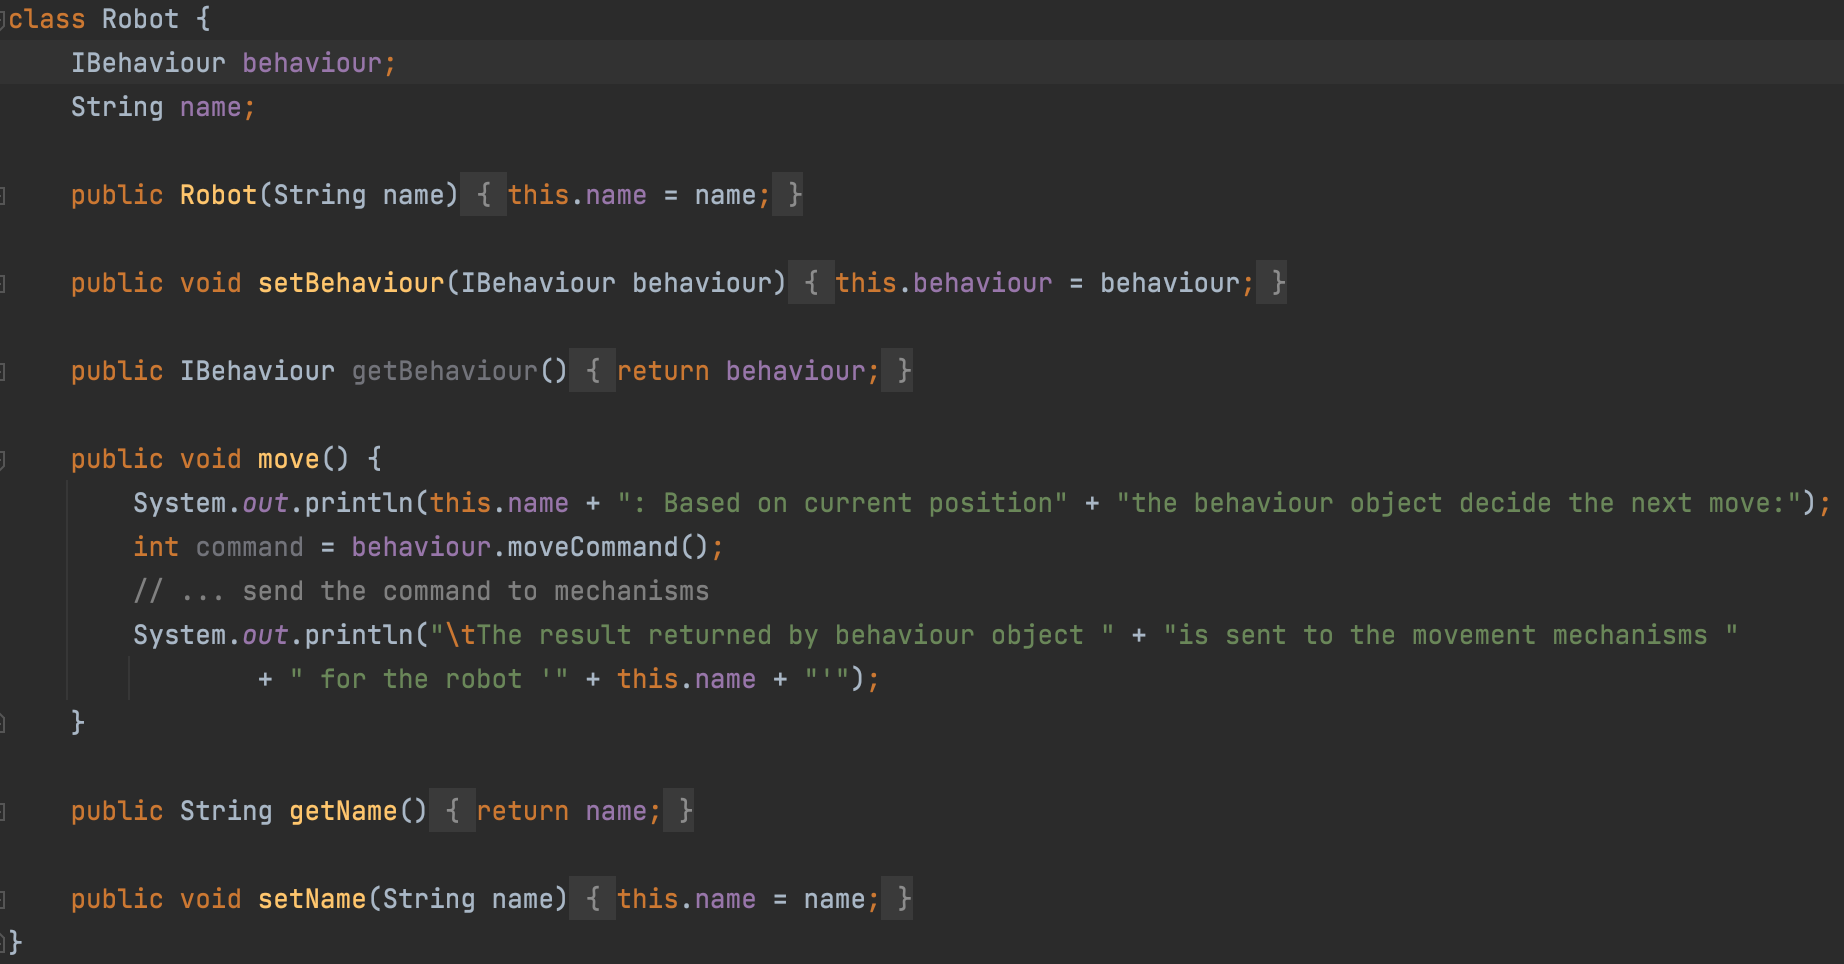 class Robot {
    IBehaviour behaviour;
    String name;
    public Robot(String name) { this.name = name; }
    public void setBehaviour(IBehaviour behaviour) { this.behaviour = behaviour; }
    public IBehaviour getBehaviour() { return behaviour; }
    public void move() {
        System.out.println(this.name + ": Based on current position" + "the behaviour object decide the next move:");
        int command = behaviour.moveCommand();
        // ... send the command to mechanisms
        System.out.println("\tThe result returned by behaviour object " + "is sent to the movement mechanisms "
                + " for the robot '" + this.name + "'");
    }
    public String getName() { return name; }
    public void setName(String name) { this.name = name; }
}